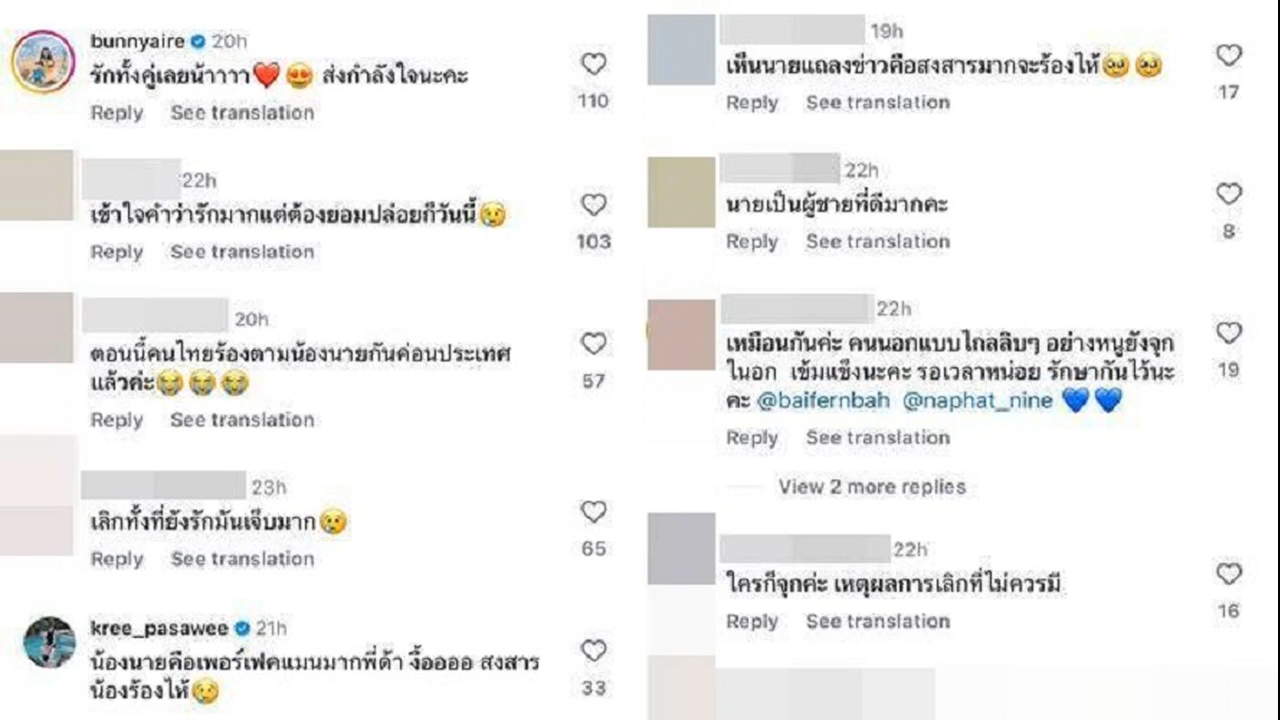 bunnyaire 20h
รักทั้งคู่เลยน้าาาา❤️😍 ส่งกำลังใจนะคะ
110
Reply See translation
22h
เข้าใจคำว่ารักมากแต่ต้องยอมปล่อยก็วันนี้😢
103
Reply See translation
20h
ตอนนี้คนไทยร้องตามน้องนายกันค่อนประเทศ
แล้วค่ะ😭😭😭
57
Reply See translation
23h
เลิกทั้งที่ยังรักมันเจ็บมาก😢
65
Reply See translation
kree_pasawee 21h
น้องนายคือเพอร์เฟคแมนมากพี่ด้า งื้ออออ สงสาร
น้องร้องไห้😢
33
19h
เห็นนายแถลงข่าวคือสงสารมากจะร้องไห้🥹🥹
17
Reply See translation
22h
นายเป็นผู้ชายที่ดีมากคะ
8
Reply See translation
22h
เหมือนกันค่ะ คนนอกแบบไกลลิบๆ อย่างหนูยังจุก
ในอก เข้มแข็งนะคะ รอเวลาหน่อย รักษากันไว้นะ
คะ @baifernbah @naphat_nine 💙💙
19
Reply See translation
View 2 more replies
22h
ใครก็จุกค่ะ เหตุผลการเลิกที่ไม่ควรมี
16
Reply See translation